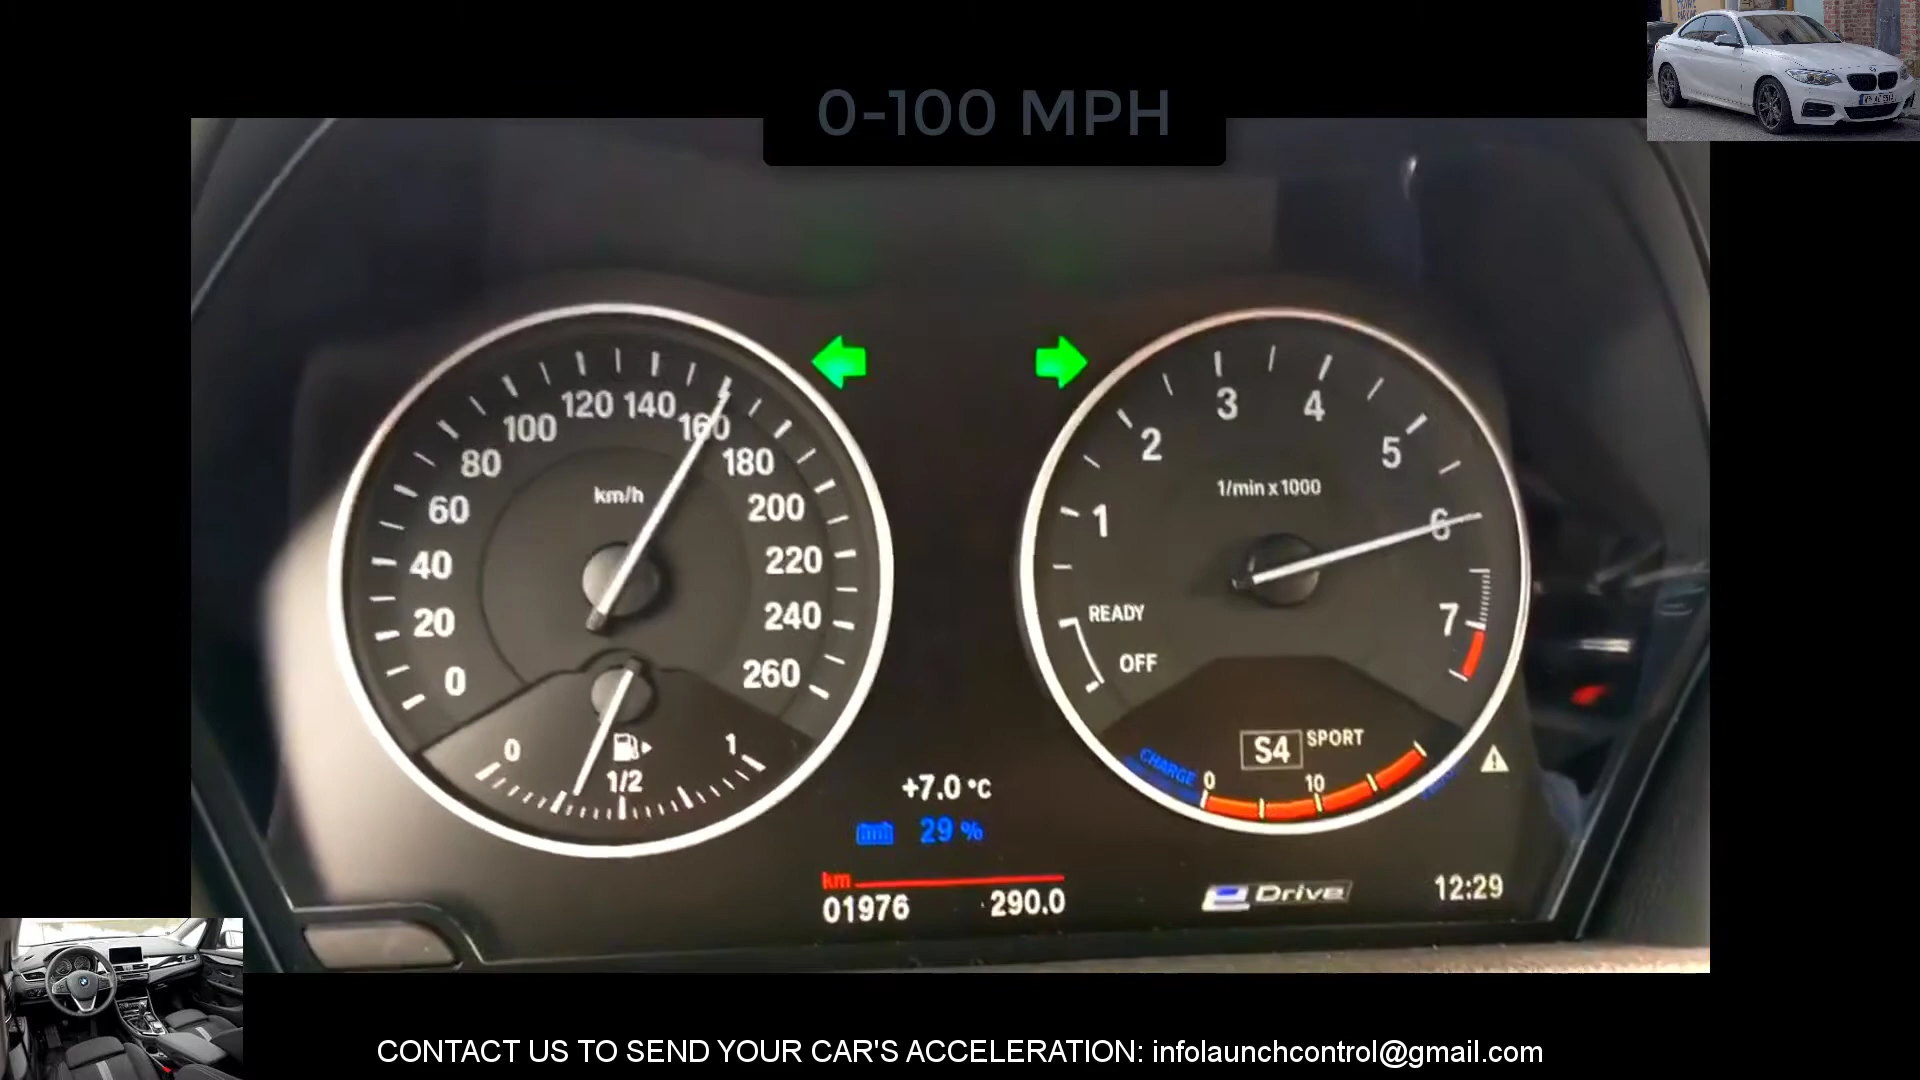 0-100 MPH
0
20
40
60
80
100
120
140
160
180
200
220
240
260
km/h
0
1/2
1
1
2
3
4
5
6
7
1/min x 1000
READY
OFF
S4 SPORT
CHARGE 0 10
+7.0 °C
29 %
km
01976 290.0
eDrive
12:29
CONTACT US TO SEND YOUR CAR'S ACCELERATION: infolaunchcontrol@gmail.com